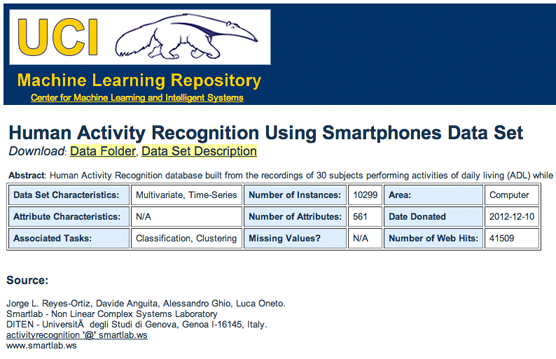 UCI
Machine Learning Repository
Center for Machine Learning and Intelligent Systems
Human Activity Recognition Using Smartphones Data Set
Download: Data Folder, Data Set Description
Abstract: Human Activity Recognition database built from the recordings of 30 subjects performing activities of daily living (ADL) while
Data Set Characteristics: Multivariate, Time-Series Number of Instances: 10299 Area: Computer
Attribute Characteristics: N/A Number of Attributes: 561 Date Donated 2012-12-10
Associated Tasks: Classification, Clustering Missing Values? N/A Number of Web Hits: 41509
Source:
Jorge L. Reyes-Ortiz, Davide Anguita, Alessandro Ghio, Luca Oneto.
Smartlab - Non Linear Complex Systems Laboratory
DITEN - UniversitÃ  degli Studi di Genova, Genoa I-16145, Italy.
activityrecognition '@' smartlab.ws
www.smartlab.ws